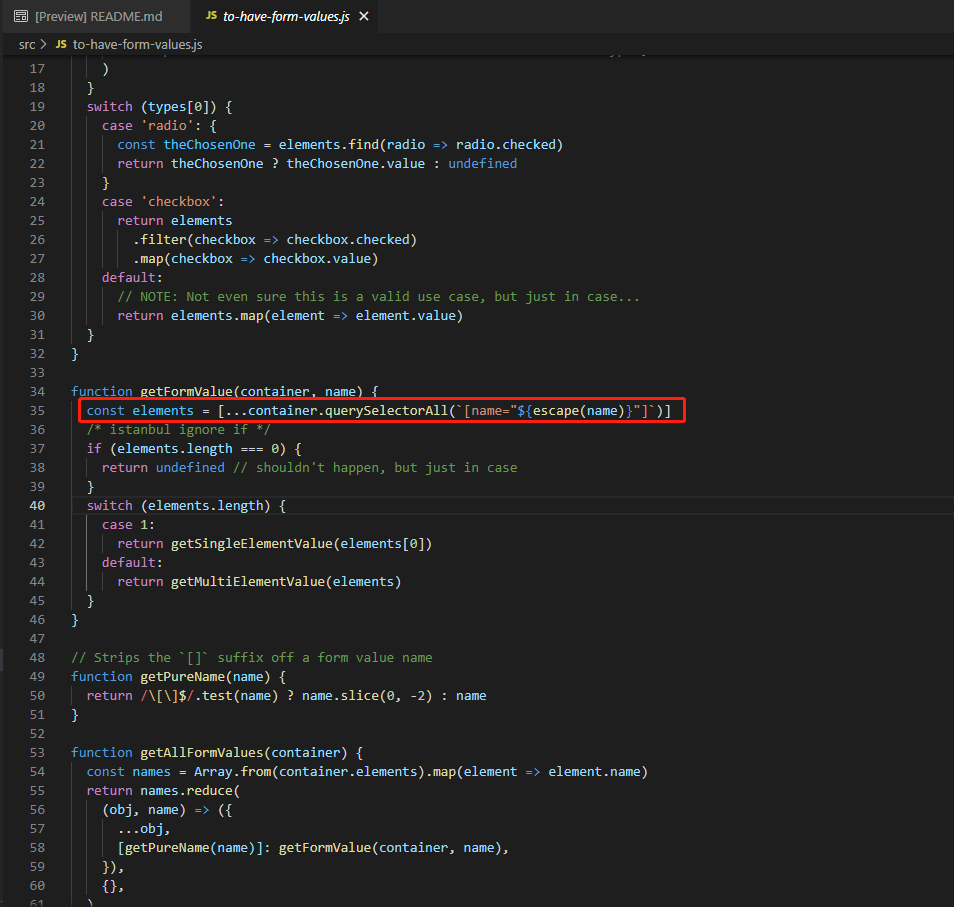 [Preview] README.md
JS to-have-form-values.js ×
src > JS to-have-form-values.js
17 )
18 }
19 switch (types[0]) {
20 case 'radio': {
21 const theChosenOne = elements.find(radio => radio.checked)
22 return theChosenOne ? theChosenOne.value : undefined
23 }
24 case 'checkbox':
25 return elements
26 .filter(checkbox => checkbox.checked)
27 .map(checkbox => checkbox.value)
28 default:
29 // NOTE: Not even sure this is a valid use case, but just in case...
30 return elements.map(element => element.value)
31 }
32 }
33
34 function getFormValue(container, name) {
35 const elements = [...container.querySelectorAll(`[name="${escape(name)}"]`)]
36 /* istanbul ignore if */
37 if (elements.length === 0) {
38 return undefined // shouldn't happen, but just in case
39 }
40 switch (elements.length) {
41 case 1:
42 return getSingleElementValue(elements[0])
43 default:
44 return getMultiElementValue(elements)
45 }
46 }
47
48 // Strips the `[]` suffix off a form value name
49 function getPureName(name) {
50 return /\[\]$/.test(name) ? name.slice(0, -2) : name
51 }
52
53 function getAllFormValues(container) {
54 const names = Array.from(container.elements).map(element => element.name)
55 return names.reduce(
56 (obj, name) => ({
57 ...obj,
58 [getPureName(name)]: getFormValue(container, name),
59 }),
60 {},
61 )